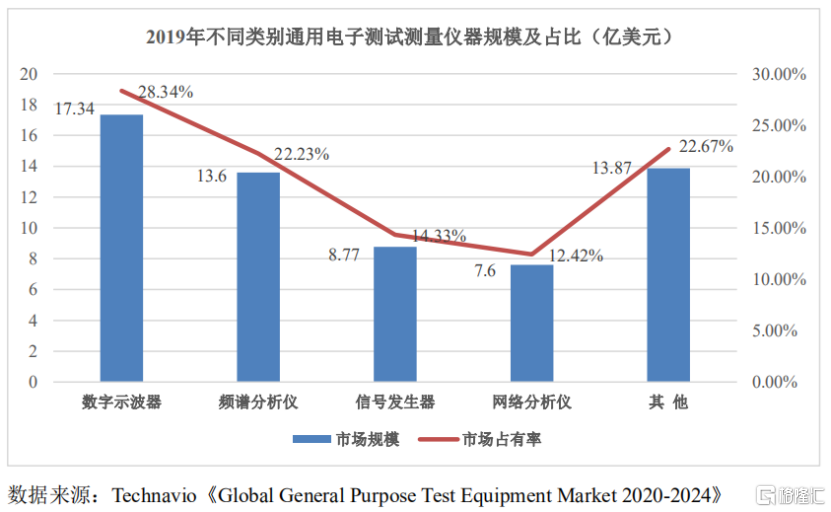 2019年不同类别通用电子测试测量仪器规模及占比（亿美元）
20
18
16
14
12
10
8
6
4
2
0
30.00%
25.00%
20.00%
15.00%
10.00%
5.00%
0.00%
17.34
28.34%
13.6
22.23%
8.77
14.33%
7.6
12.42%
13.87
22.67%
数字示波器
频谱分析仪
信号发生器
网络分析仪
其 他
市场规模
市场占有率
数据来源：Technavio《Global General Purpose Test Equipment Market 2020-2024》
格隆汇